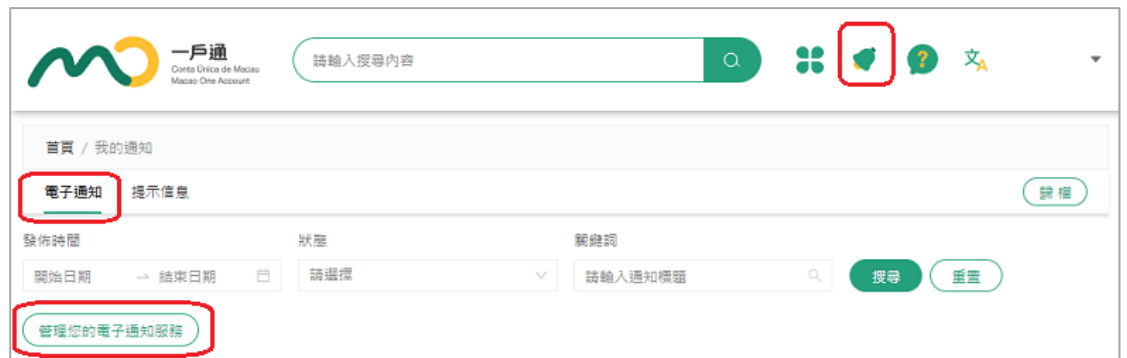 一戶通
Conta Única de Macau
Macao One Account
請輸入搜尋內容
?
文A
首頁 / 我的通知
電子通知 提示信息 歸檔
發佈時間 狀態 關鍵詞
開始日期 → 結束日期 請選擇 請輸入通知標題 搜尋 重置
管理您的電子通知服務